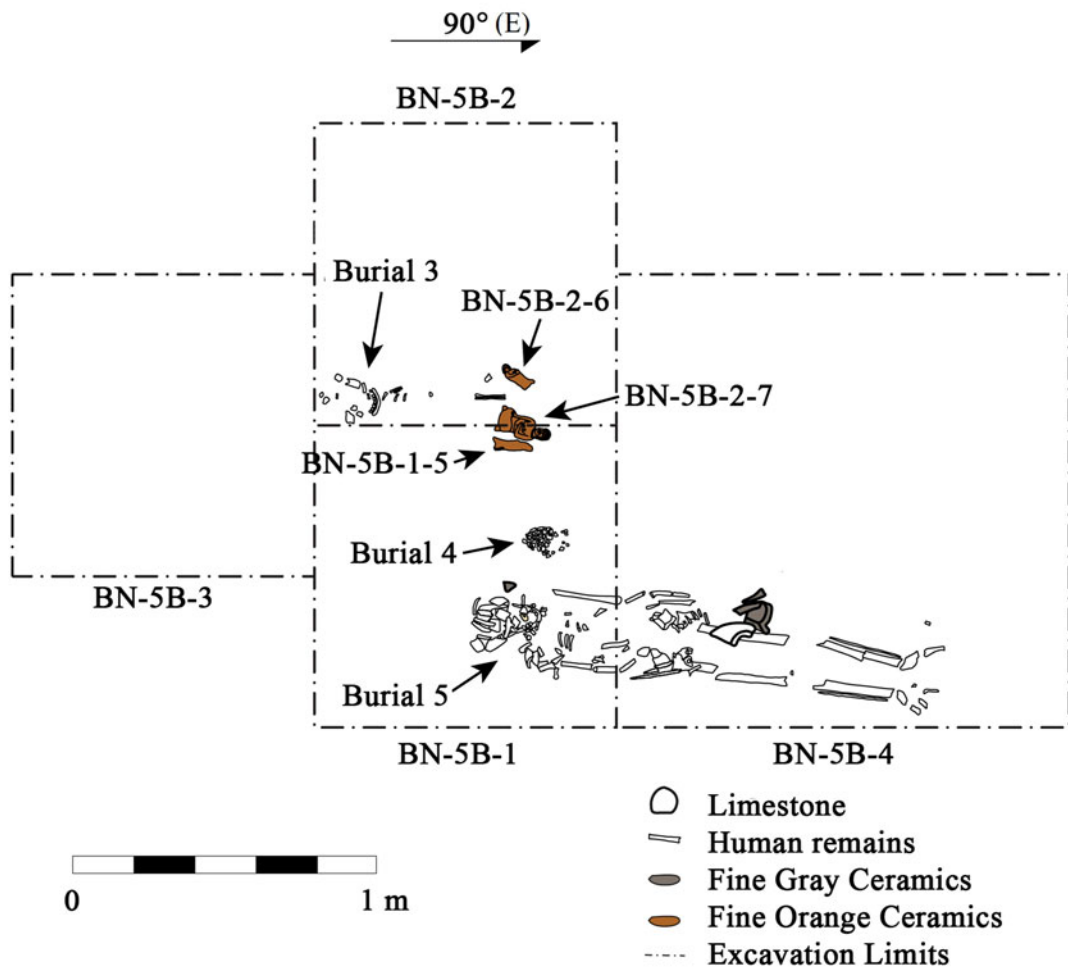 90° (E)
BN-5B-2
Burial 3
BN-5B-2-6
BN-5B-2-7
BN-5B-1-5
Burial 4
BN-5B-3
Burial 5
BN-5B-1
BN-5B-4
Limestone
Human remains
Fine Gray Ceramics
Fine Orange Ceramics
Excavation Limits
0
1 m